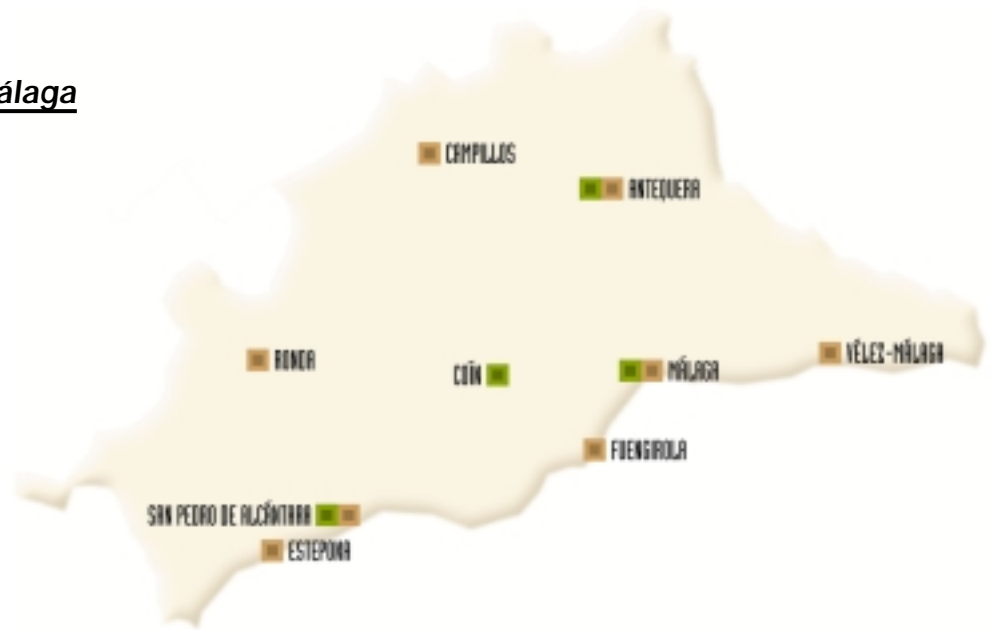 álaga
CAMPILLOS
ANTEQUERA
RONDA
COÍN
MÁLAGA
VÉLEZ-MÁLAGA
FUENGIROLA
SAN PEDRO DE ALCÁNTARA
ESTEPONA